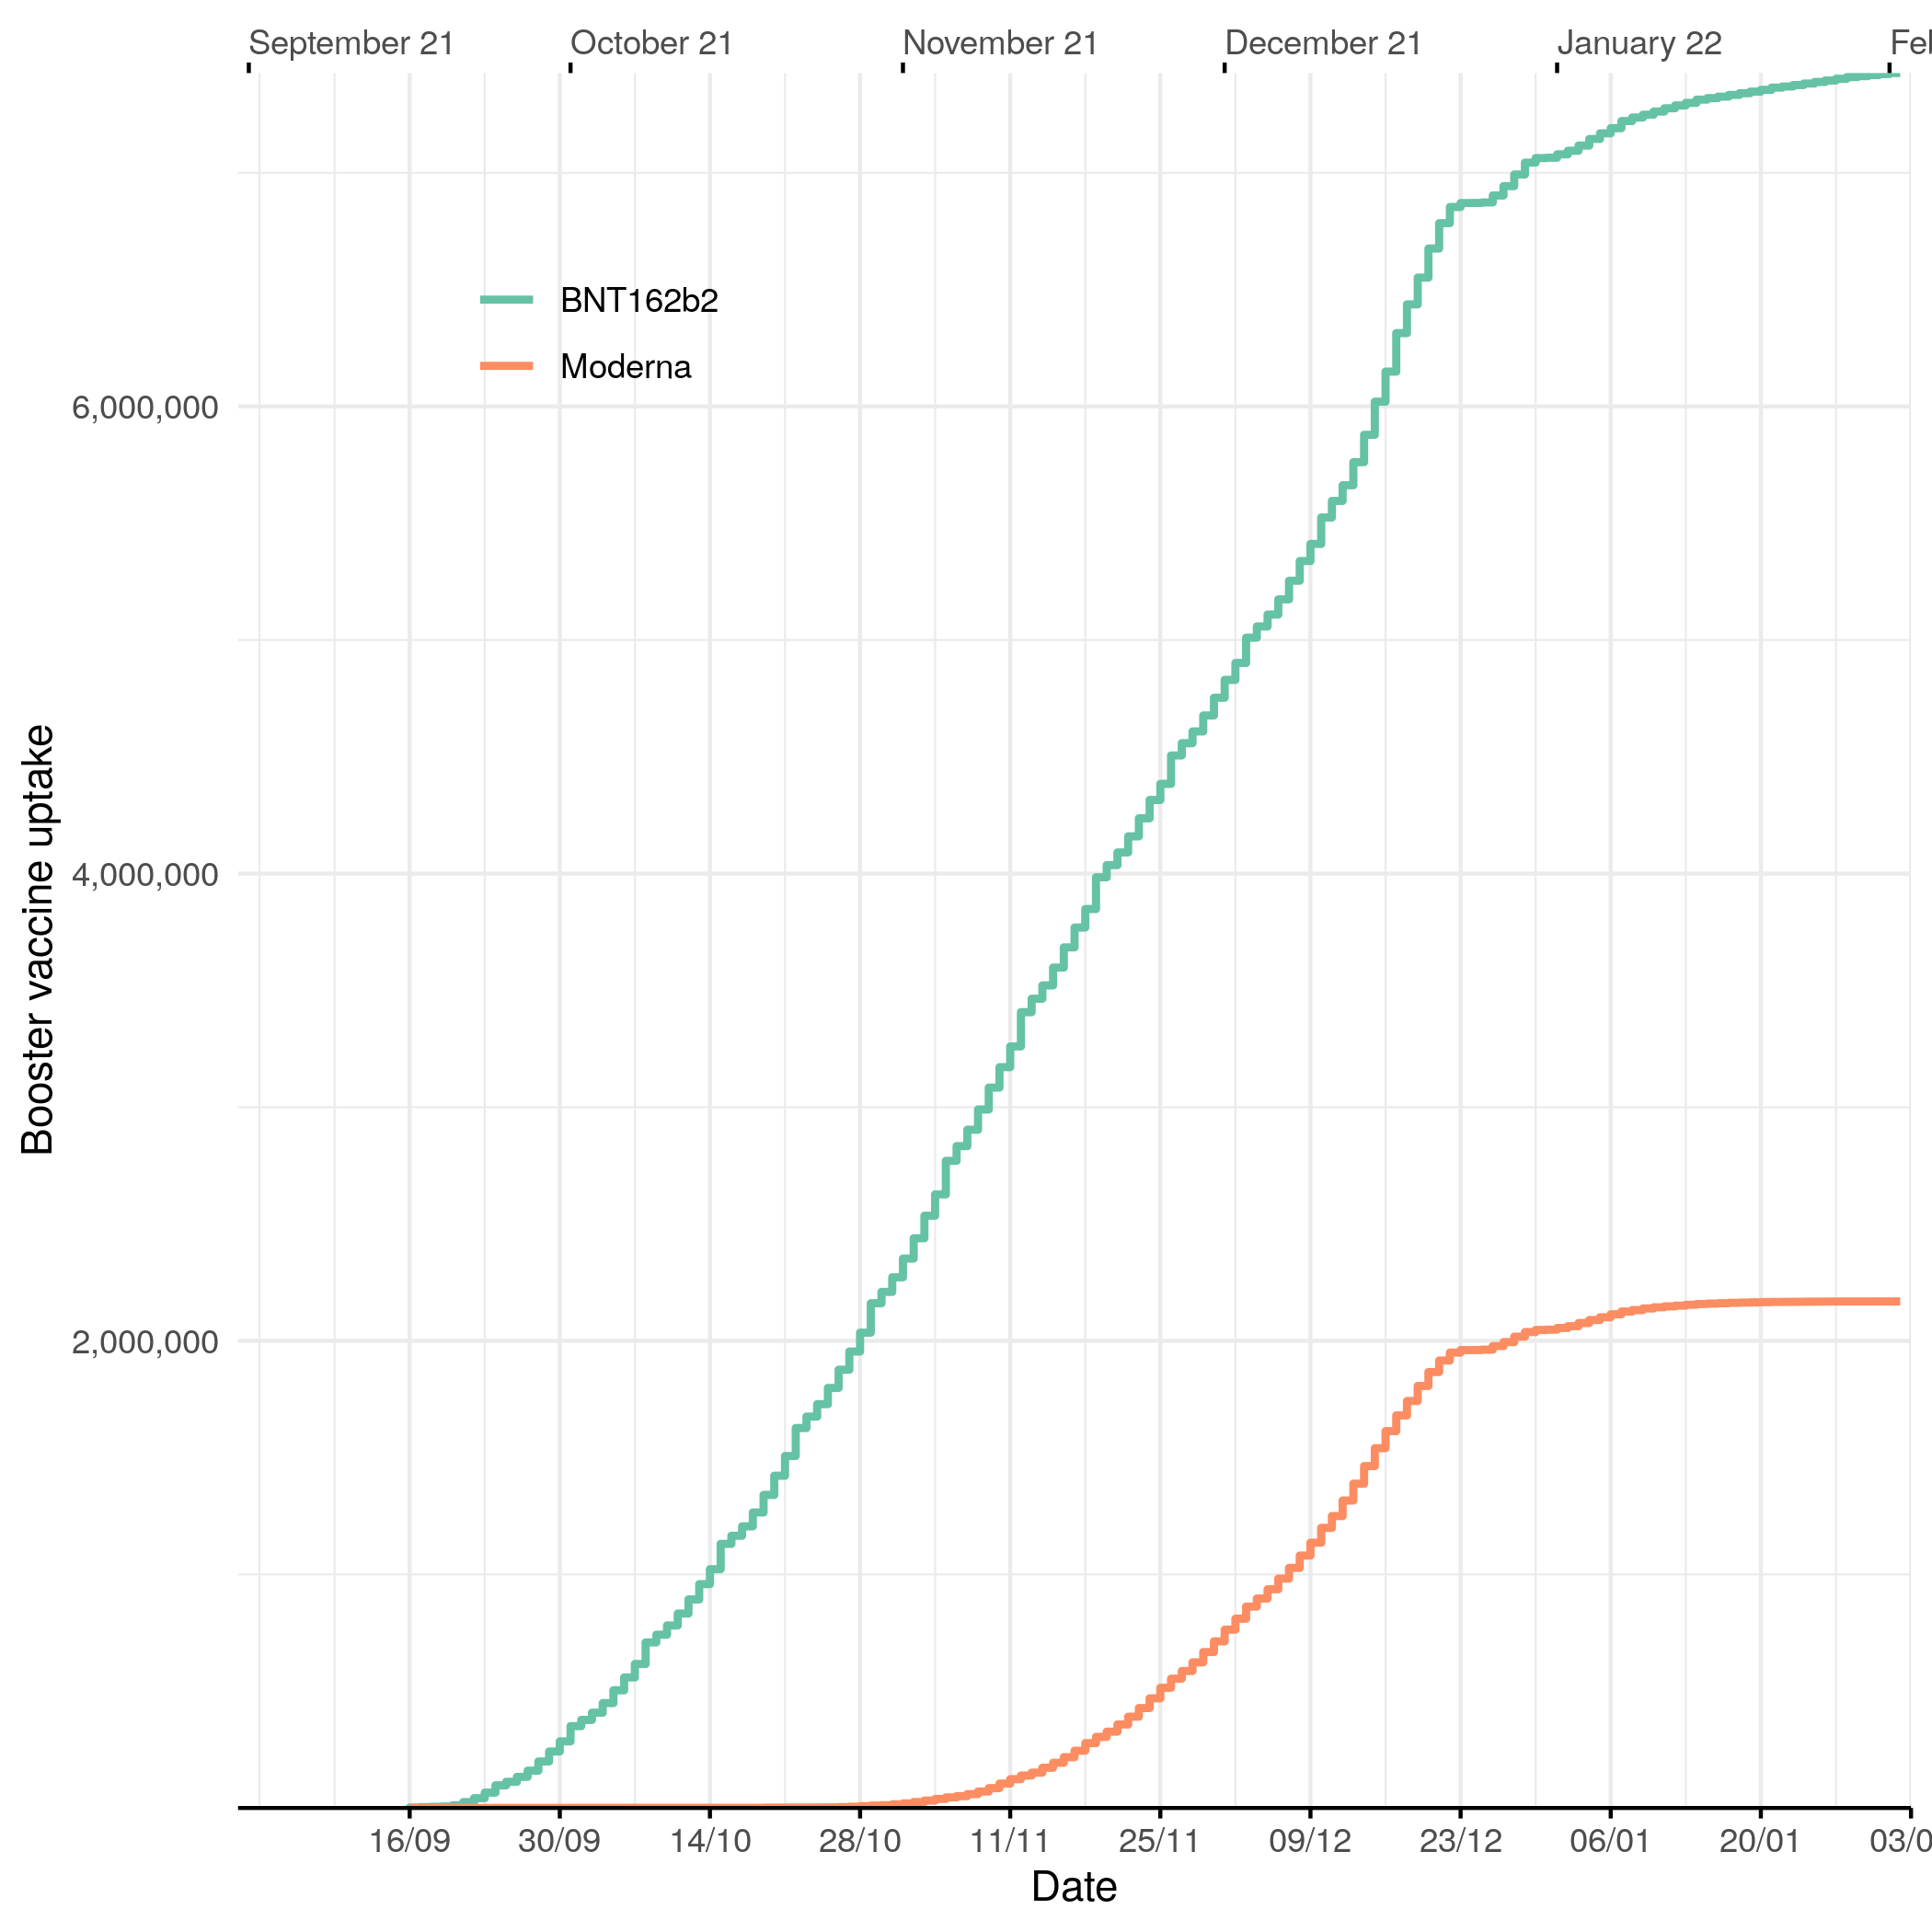 September 21
October 21
November 21
December 21
January 22
Feb
BNT162b2
Moderna
6,000,000
4,000,000
2,000,000
Booster vaccine uptake
16/09
30/09
14/10
28/10
11/11
25/11
09/12
23/12
06/01
20/01
03/0
Date